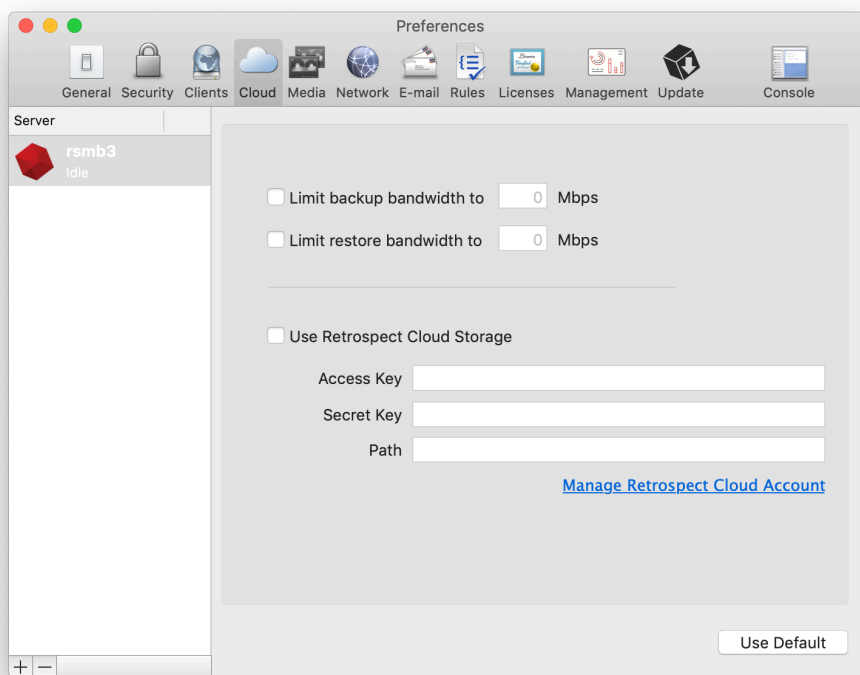 Preferences
General Security Clients Cloud Media Network E-mail Rules Licenses Management Update Console
Server
rsmb3
Idle
Limit backup bandwidth to 0 Mbps
Limit restore bandwidth to 0 Mbps
Use Retrospect Cloud Storage
Access Key
Secret Key
Path
Manage Retrospect Cloud Account
Use Default